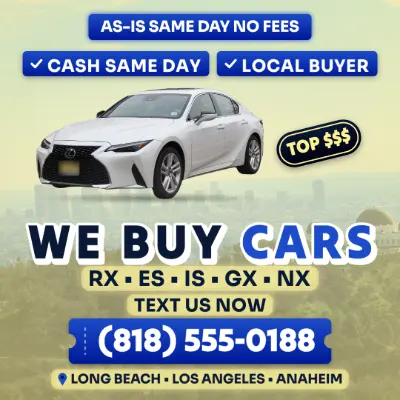 AS-IS SAME DAY NO FEES
✓ CASH SAME DAY
✓ LOCAL BUYER
TOP $$$
WE BUY CARS
RX • ES • IS • GX • NX
TEXT US NOW
(818) 555-0188
LONG BEACH • LOS ANGELES • ANAHEIM